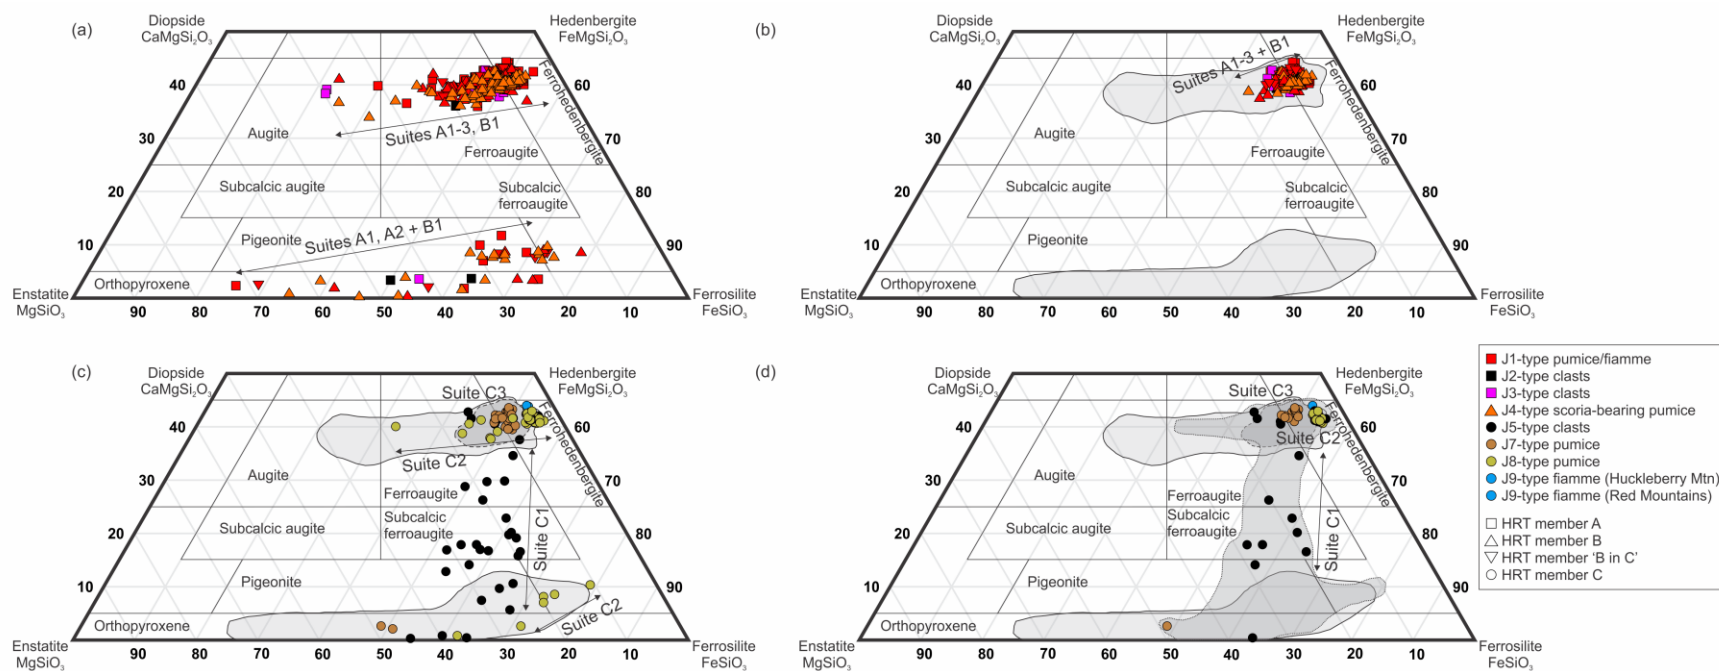 (a)
Diopside
CaMgSi₂O₃
Hedenbergite
FeMgSi₂O₃
40
30
20
10
60
70
80
90
Augite
Suites A1-3, B1
Ferroaugite
Ferrohedenbergite
Subcalcic augite
Subcalcic
ferroaugite
Pigeonite
Suites A1, A2 + B1
Orthopyroxene
Enstatite
MgSiO₃
Ferrosilite
FeSiO₃
90 80 70 60 50 40 30 20 10
(b)
Diopside
CaMgSi₂O₃
Hedenbergite
FeMgSi₂O₃
40
30
20
10
60
70
80
90
Suites A1-3 + B1
Augite
Ferroaugite
Ferrohedenbergite
Subcalcic augite
Subcalcic
ferroaugite
Pigeonite
Orthopyroxene
Enstatite
MgSiO₃
Ferrosilite
FeSiO₃
90 80 70 60 50 40 30 20 10
(c)
Diopside
CaMgSi₂O₃
Hedenbergite
FeMgSi₂O₃
40
30
20
10
60
70
80
90
Suite C3
Suite C2
Ferrohedenbergite
Augite
Ferroaugite
Subcalcic augite
Subcalcic
ferroaugite
Suite C1
Pigeonite
Suite C2
Orthopyroxene
Enstatite
MgSiO₃
Ferrosilite
FeSiO₃
90 80 70 60 50 40 30 20 10
(d)
Diopside
CaMgSi₂O₃
Hedenbergite
FeMgSi₂O₃
40
30
20
10
60
70
80
90
Suite C3
Suite C2
Ferrohedenbergite
Augite
Ferroaugite
Subcalcic augite
Subcalcic
ferroaugite
Suite C1
Pigeonite
Orthopyroxene
Enstatite
MgSiO₃
Ferrosilite
FeSiO₃
90 80 70 60 50 40 30 20 10
J1-type pumice/fiamme
J2-type clasts
J3-type clasts
J4-type scoria-bearing pumice
J5-type clasts
J7-type pumice
J8-type pumice
J9-type fiamme (Huckleberry Mtn)
J9-type fiamme (Red Mountains)
HRT member A
HRT member B
HRT member ‘B in C’
HRT member C